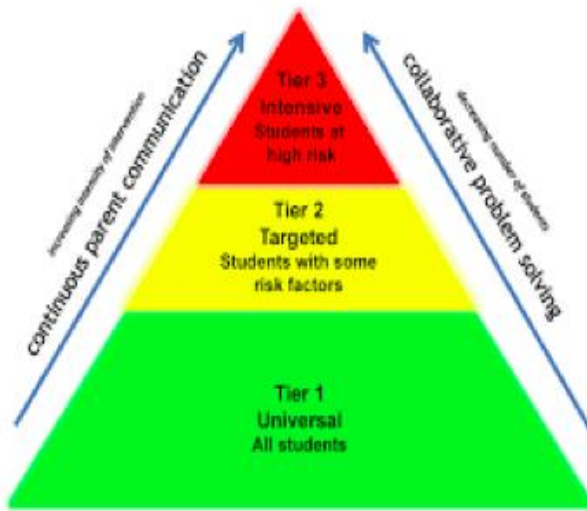 Tier 3
Intensive
Students at
high risk
Tier 2
Targeted
Students with some
risk factors
Tier 1
Universal
All students
increasing intensity of intervention
continuous parent communication
decreasing number of students
collaborative problem solving